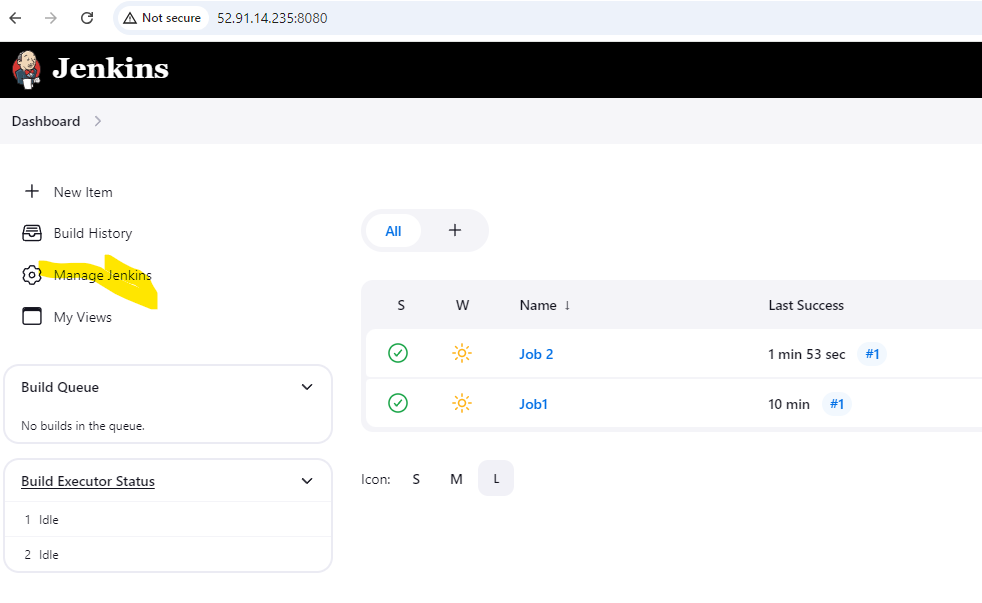 Not secure 52.91.14.235:8080
Jenkins
Dashboard
New Item
Build History
Manage Jenkins
My Views
Build Queue
No builds in the queue.
Build Executor Status
1 Idle
2 Idle
All +
S W Name ↓ Last Success
Job 2 1 min 53 sec #1
Job1 10 min #1
Icon: S M L